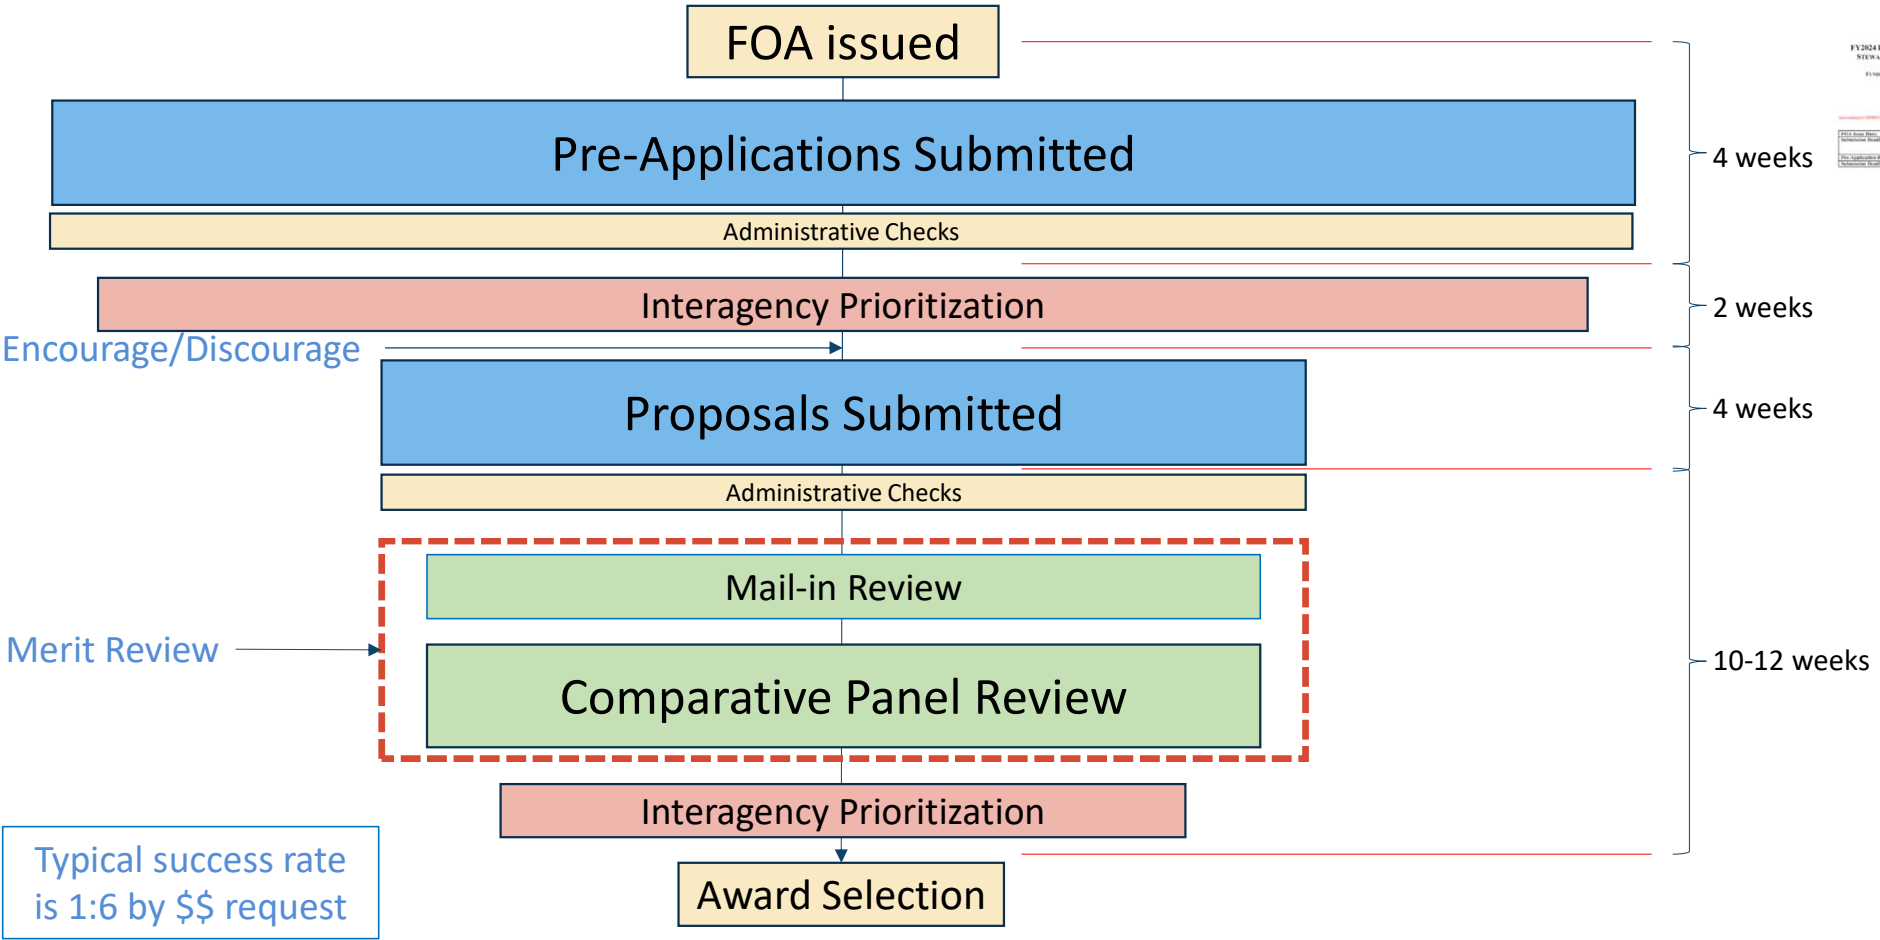 FOA issued
FY2024
Pre-Applications Submitted
4 weeks
Administrative Checks
Interagency Prioritization
2 weeks
Encourage/Discourage
Proposals Submitted
4 weeks
Administrative Checks
Mail-in Review
Merit Review
10-12 weeks
Comparative Panel Review
Interagency Prioritization
Typical success rate
is 1:6 by $$ request
Award Selection